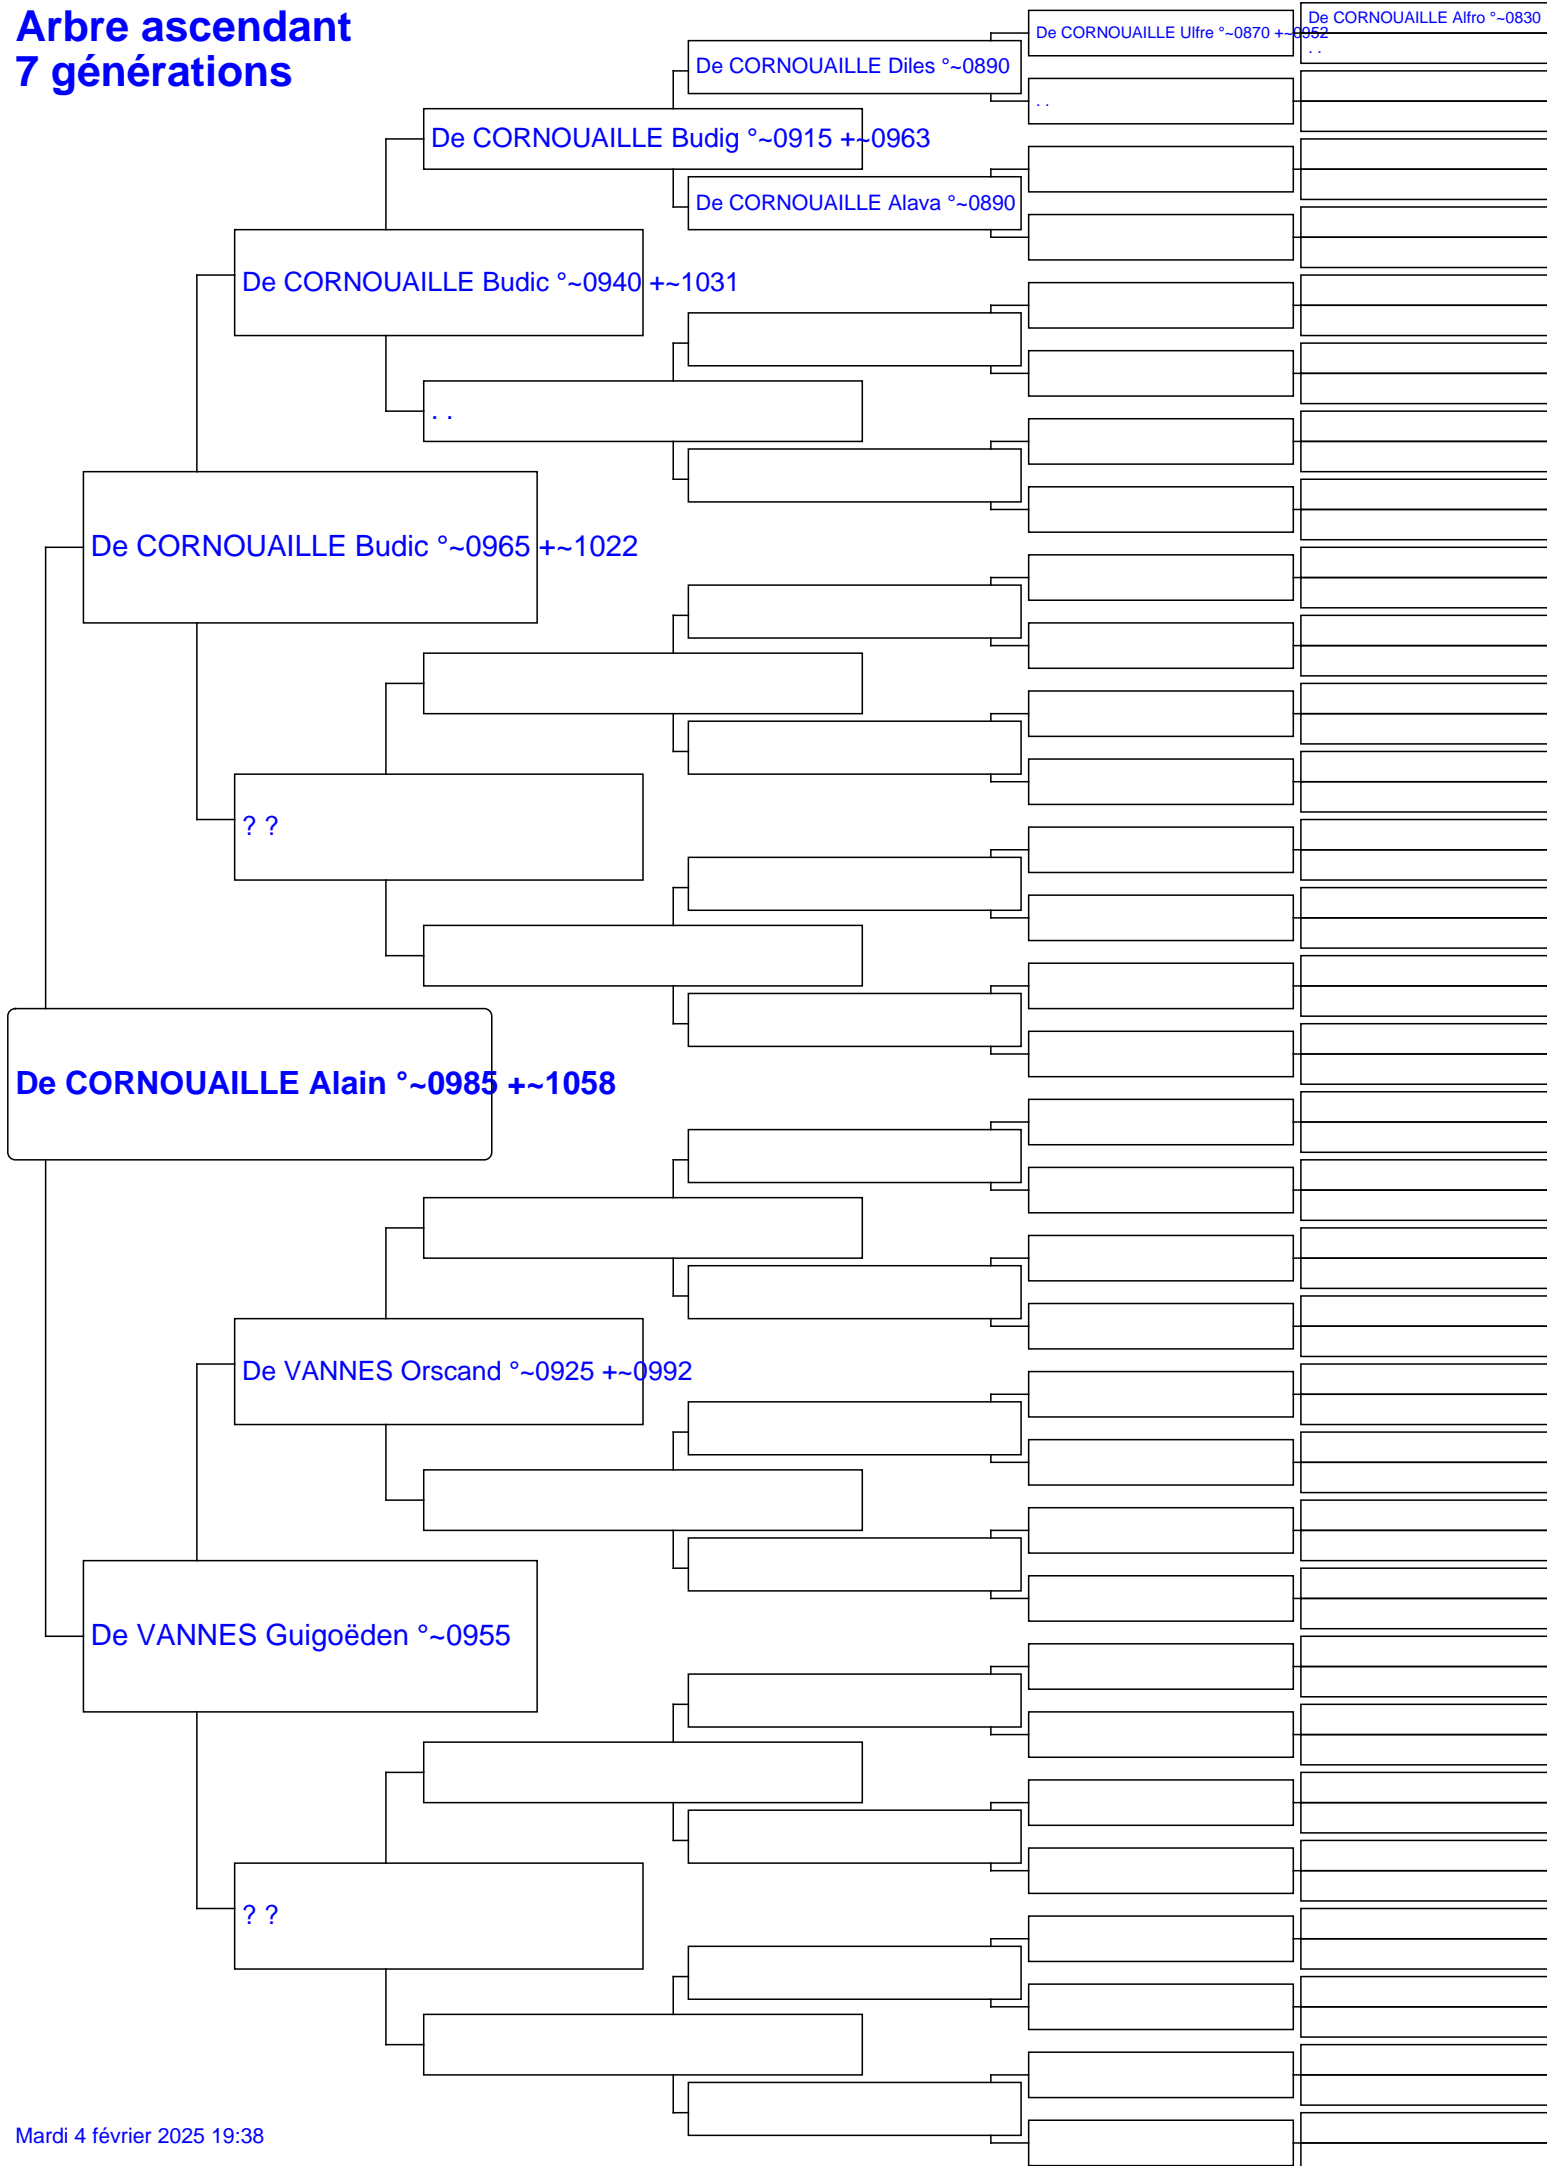 Arbre ascendant
7 générations
De CORNOUAILLE Alfro °~0830
. .
De CORNOUAILLE Ulfre °~0870 +~0952
De CORNOUAILLE Diles °~0890
. .
De CORNOUAILLE Budig °~0915 +~0963
De CORNOUAILLE Alava °~0890
De CORNOUAILLE Budic °~0940 +~1031
. .
De CORNOUAILLE Budic °~0965 +~1022
? ?
De CORNOUAILLE Alain °~0985 +~1058
De VANNES Orscand °~0925 +~0992
De VANNES Guigoëden °~0955
? ?
Mardi 4 février 2025 19:38